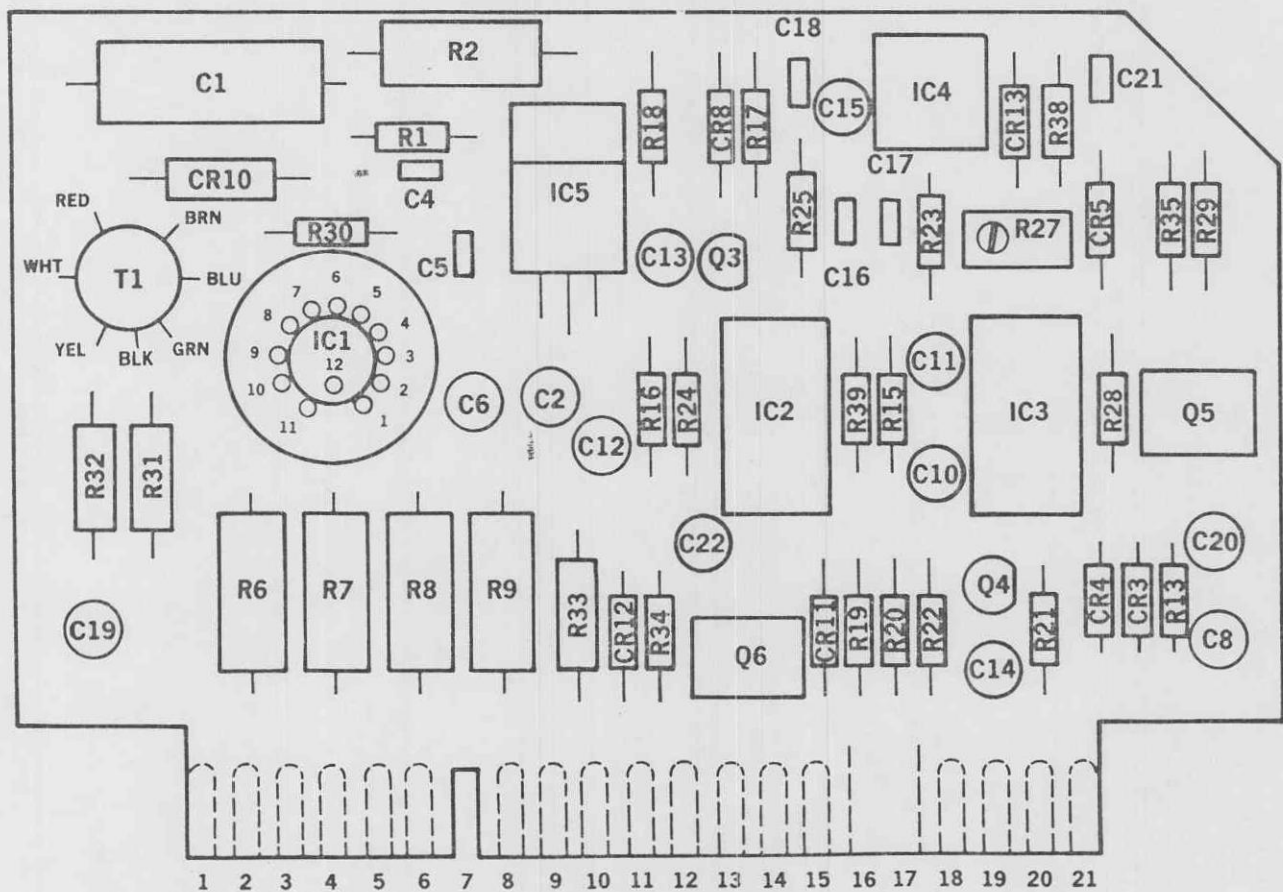 C18
C1
R2
C15
IC4
C21
R18
CR8
R17
CR13
R38
R1
CR10
C4
IC5
C17
RED
BRN
R25
R23
R27
CR5
R35
R29
R30
C5
C13
Q3
C16
WHT
T1
BLU
YEL
BLK
GRN
6
7
5
8
4
9
3
10
2
11
1
12
IC1
C6
C2
C12
R16
R24
IC2
R39
R15
C11
C10
IC3
R28
Q5
R32
R31
C22
C20
R6
R7
R8
R9
R33
CR12
R34
Q6
CR11
R19
R20
R22
Q4
C14
R21
CR4
CR3
R13
C8
C19
1 2 3 4 5 6 7 8 9 10 11 12 13 14 15 16 17 18 19 20 21